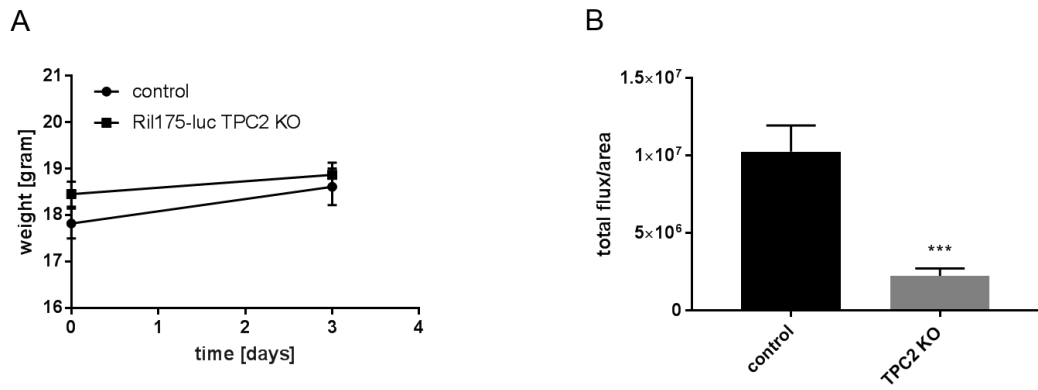 A
21
20
19
18
17
16
control
Ril175-luc TPC2 KO
weight [gram]
0
1
2
3
4
time [days]
B
1.5×10⁷
1×10⁷
5×10⁶
0
total flux/area
***
control
TPC2 KO